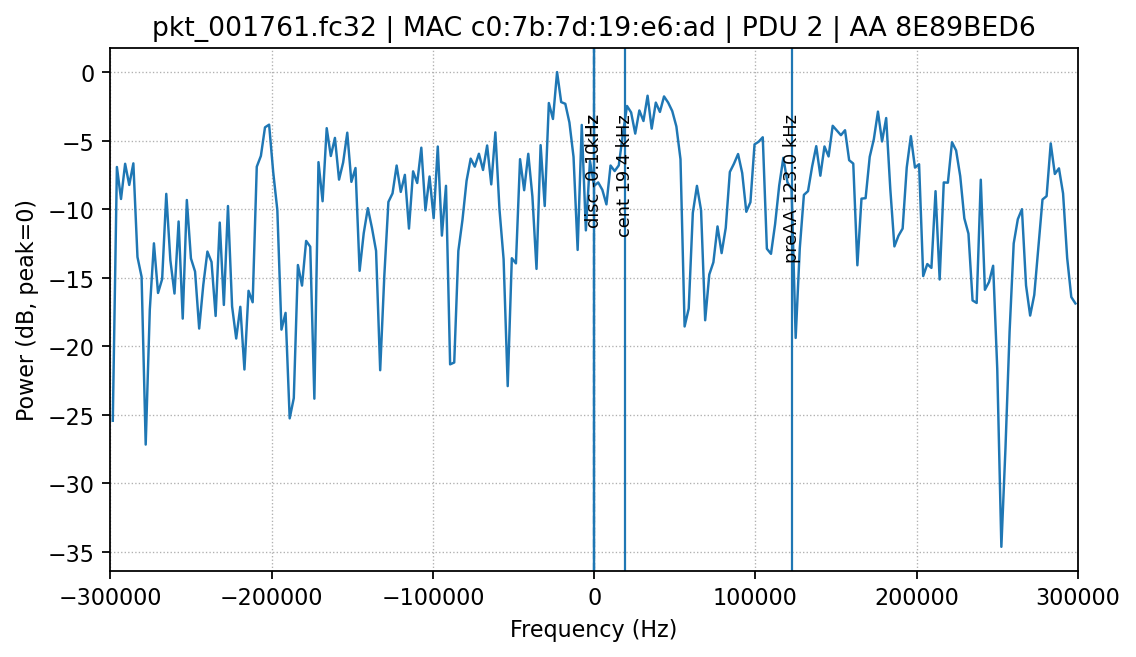 pkt_001761.fc32 | MAC c0:7b:7d:19:e6:ad | PDU 2 | AA 8E89BED6
Power (dB, peak=0)
0
−5
−10
−15
−20
−25
−30
−35
disc
kHz
cent 19.4 kHz
preAA 123.0 kHz
−300000
−200000
−100000
0
100000
200000
300000
Frequency (Hz)